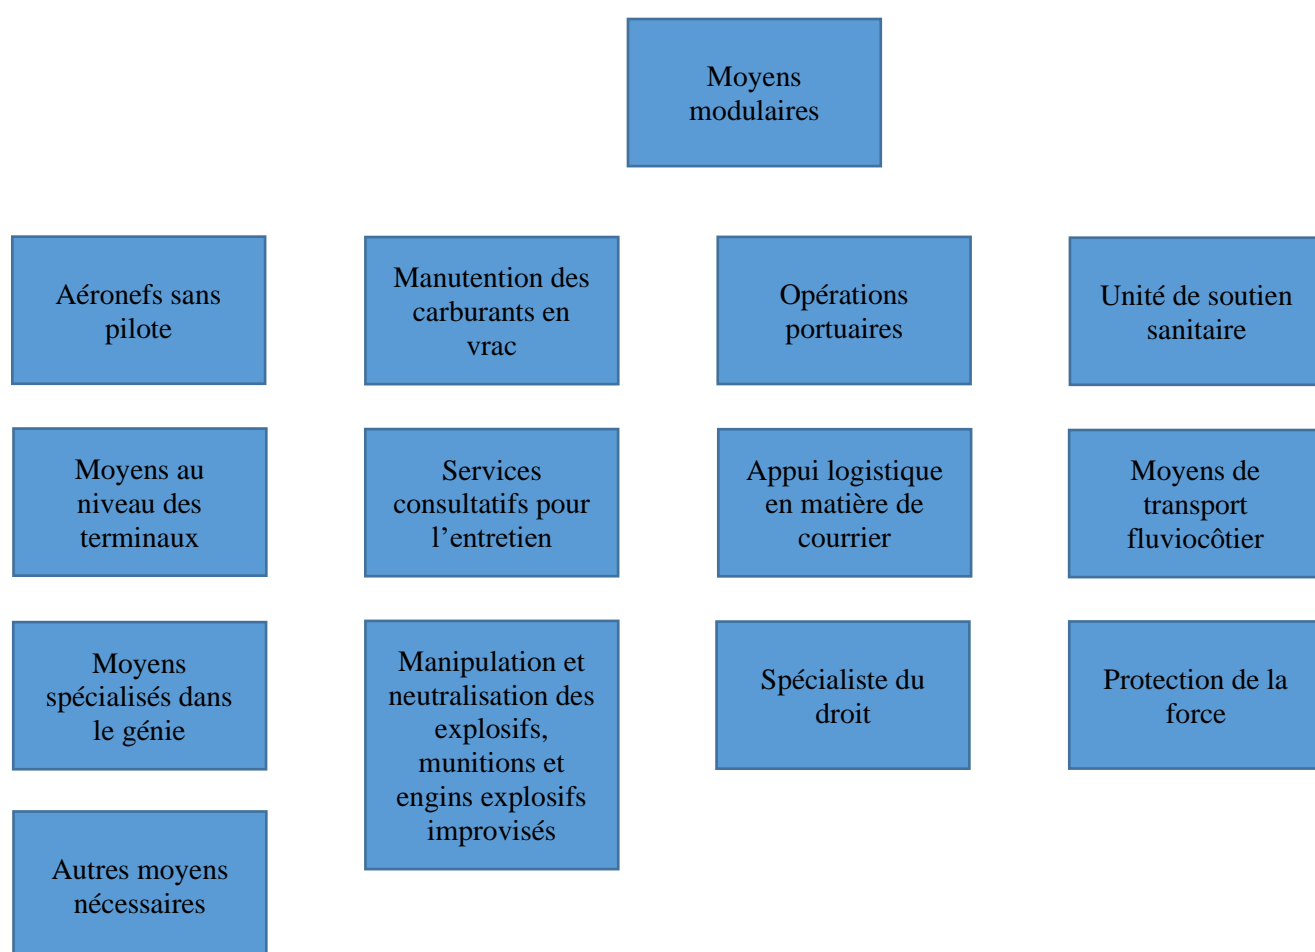 Moyens
modulaires
Aéronefs sans
pilote
Manutention des
carburants en
vrac
Opérations
portuaires
Unité de soutien
sanitaire
Moyens au
niveau des
terminaux
Services
consultatifs pour
l’entretien
Appui logistique
en matière de
courrier
Moyens de
transport
fluviocôtier
Moyens
spécialisés dans
le génie
Manipulation et
neutralisation des
explosifs,
munitions et
engins explosifs
improvisés
Spécialiste du
droit
Protection de la
force
Autres moyens
nécessaires